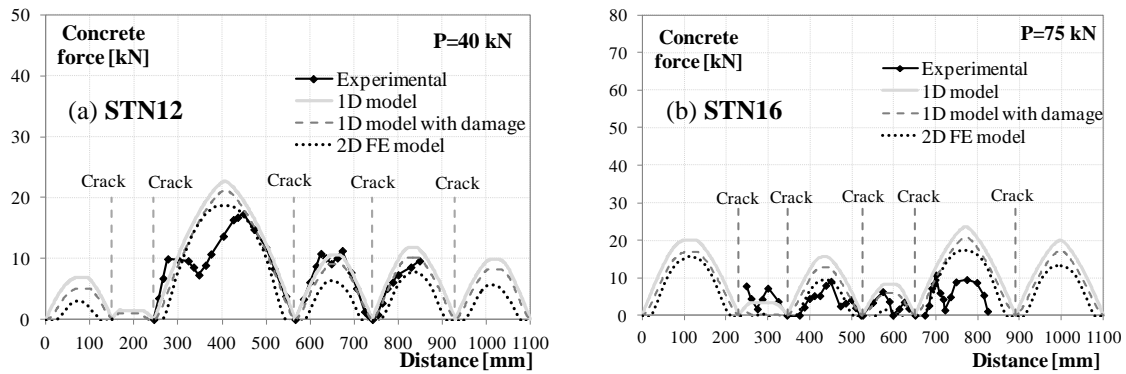 50
40
30
20
10
0
Concrete
force [kN]
P=40 kN
(a) STN12
Experimental
1D model
1D model with damage
2D FE model
Crack
Crack
Crack
Crack
Crack
0 100 200 300 400 500 600 700 800 900 1000 1100
Distance [mm]
80
70
60
50
40
30
20
10
0
Concrete
force [kN]
P=75 kN
(b) STN16
Experimental
1D model
1D model with damage
2D FE model
Crack
Crack
Crack
Crack
Crack
0 100 200 300 400 500 600 700 800 900 1000 1100
Distance [mm]